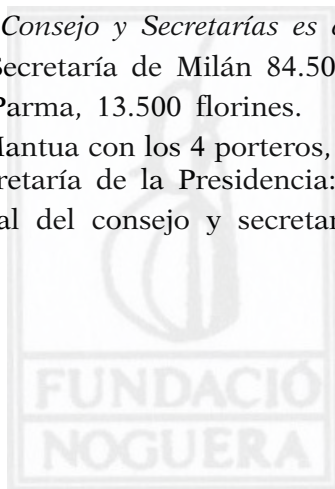 Consejo y Secretarías es
Secretaría de Milán 84.50
Parma, 13.500 florines.
Mantua con los 4 porteros,
retaría de la Presidencia:
al del consejo y secretar
FUNDACIÓ
NOGUERA